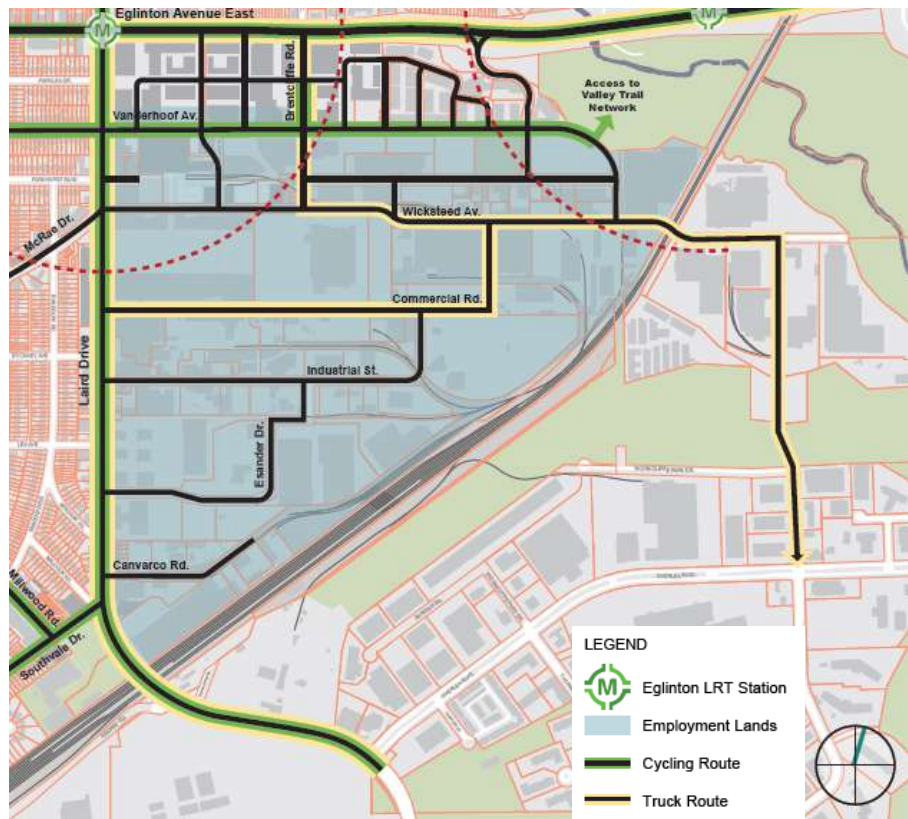 Eglinton Avenue East
M
M
Brentcliffe Rd.
Access to
Valley Trail
Network
Vanderhoof Av.
McRae Dr.
Wicksteed Av.
Commercial Rd.
Laird Drive
Industrial St.
Esander Dr.
Canvarco Rd.
Millwood Rd.
Southvale Dr.
LEGEND
M
Eglinton LRT Station
Employment Lands
Cycling Route
Truck Route